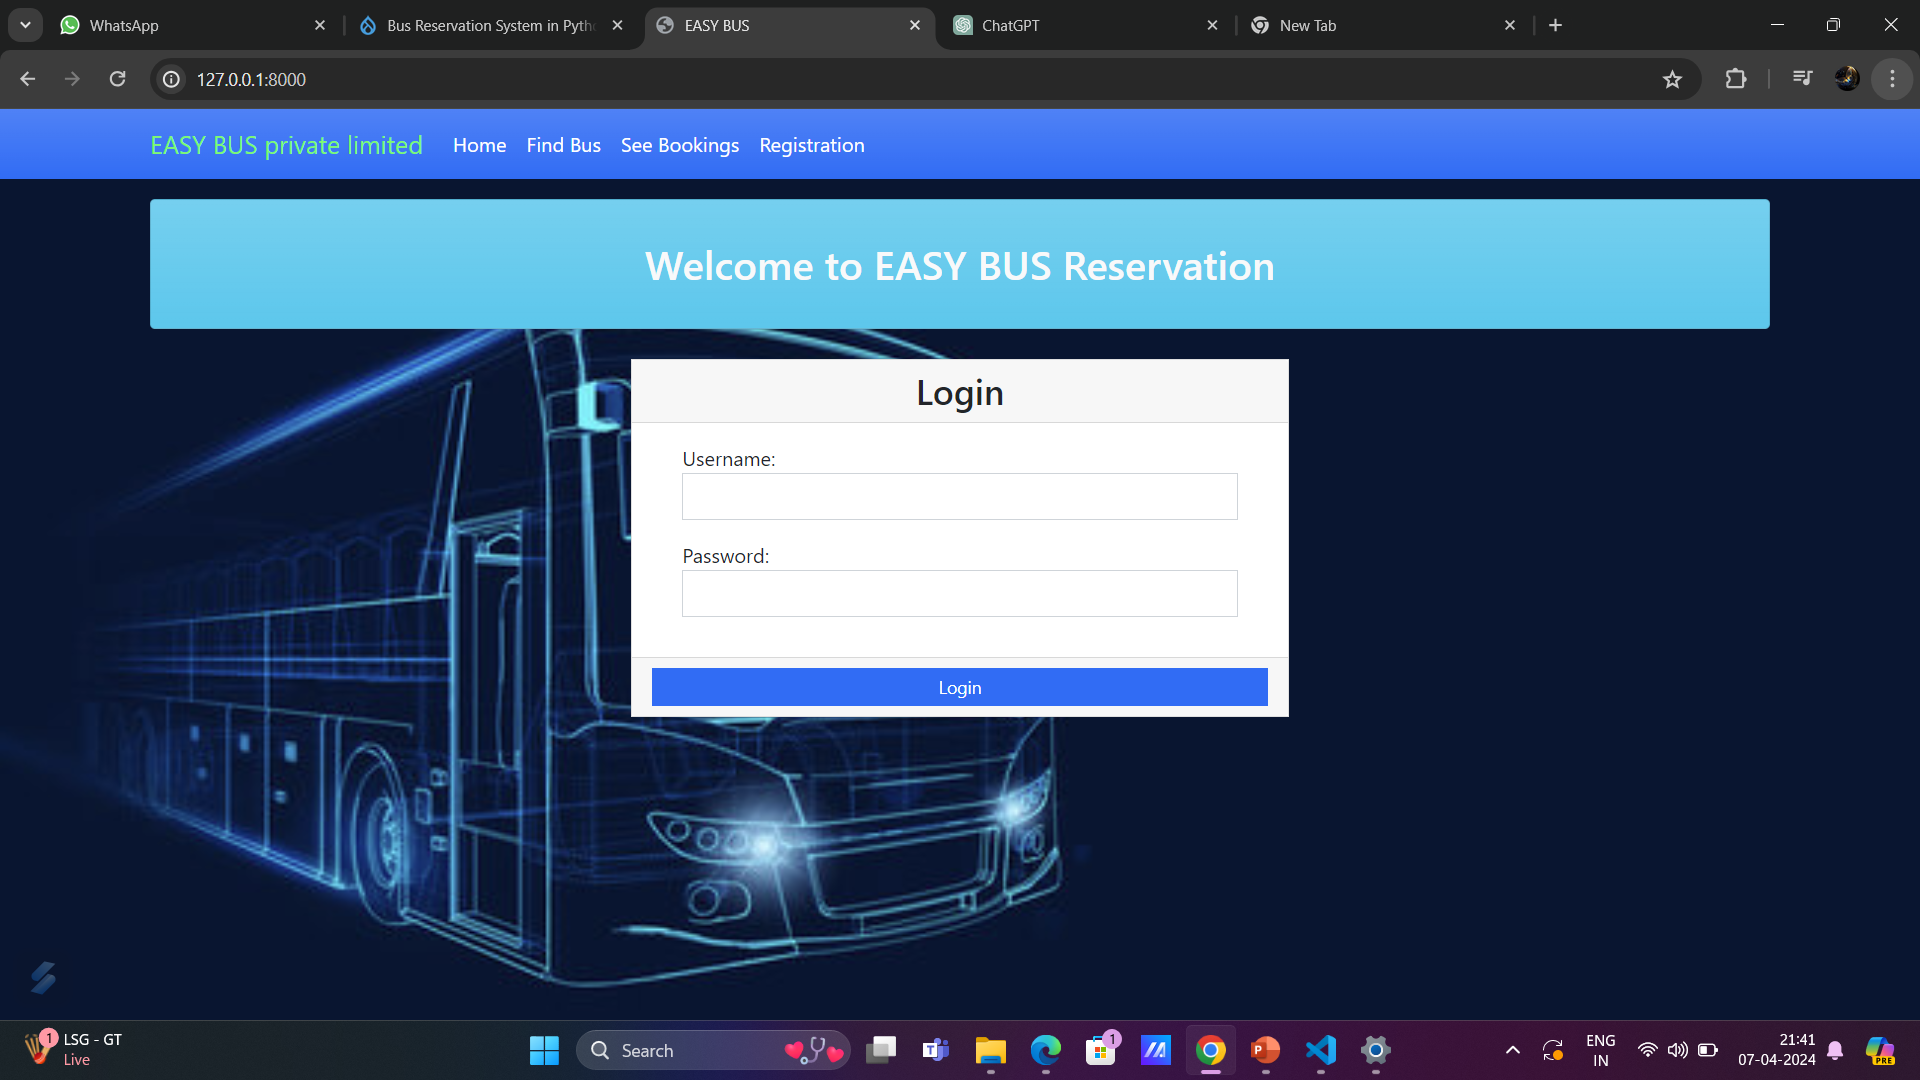 WhatsApp
Bus Reservation System in Pyth
EASY BUS
ChatGPT
New Tab
127.0.0.1:8000
EASY BUS private limited
Home
Find Bus
See Bookings
Registration
Welcome to EASY BUS Reservation
Login
Username:
Password:
Login
1
LSG - GT
Live
Search
1
ENG
IN
21:41
07-04-2024
PRE